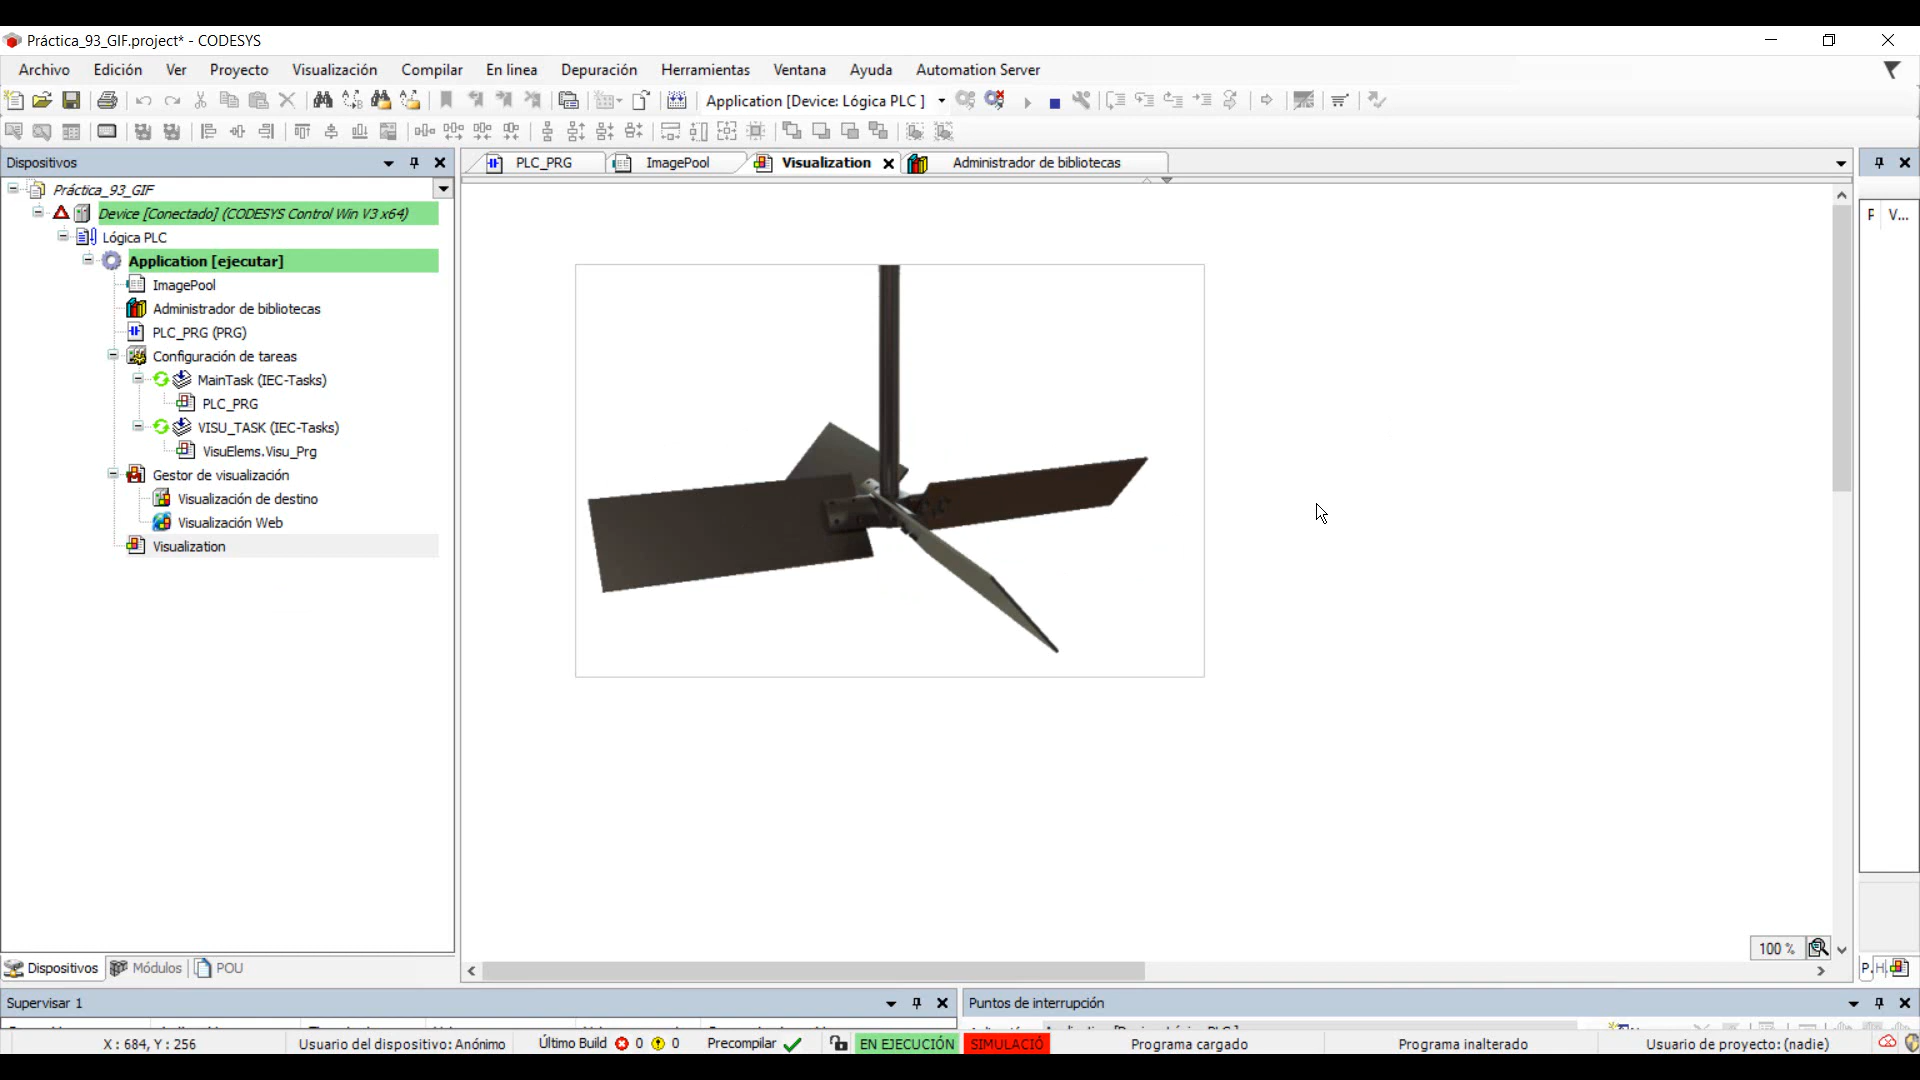 Práctica_93_GIF.project* - CODESYS
Archivo Edición Ver Proyecto Visualización Compilar En linea Depuración Herramientas Ventana Ayuda Automation Server
Application [Device: Lógica PLC ]
Dispositivos
PLC_PRG ImagePool Visualization Administrador de bibliotecas
Práctica_93_GIF
Device [Conectado] (CODESYS Control Win V3 x64)
F V...
Lógica PLC
Application [ejecutar]
ImagePool
Administrador de bibliotecas
PLC_PRG (PRG)
Configuración de tareas
MainTask (IEC-Tasks)
PLC_PRG
VISU_TASK (IEC-Tasks)
VisuElems.Visu_Prg
Gestor de visualización
Visualización de destino
Visualización Web
Visualization
100 %
Dispositivos Módulos POU
P. H.
Supervisar 1
Puntos de interrupción
X : 684, Y : 256 Usuario del dispositivo: Anónimo Último Build 0 0 Precompilar EN EJECUCIÓN SIMULACIÓ Programa cargado Programa inalterado Usuario de proyecto: (nadie)